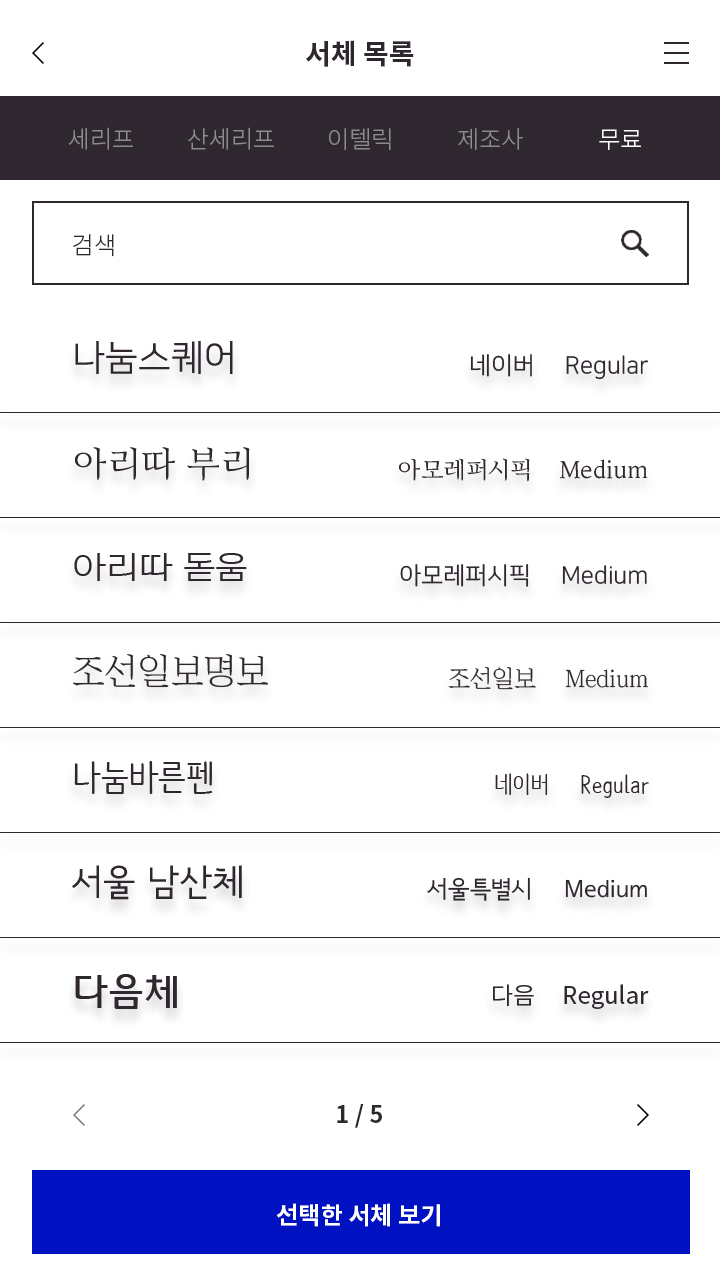 서체 목록
세리프 산세리프 이텔릭 제조사 무료
검색
나눔스퀘어 네이버 Regular
아리따 부리 아모레퍼시픽 Medium
아리따 돋움 아모레퍼시픽 Medium
조선일보명보 조선일보 Medium
나눔바른펜 네이버 Regular
서울 남산체 서울특별시 Medium
다음체 다음 Regular
1 / 5
선택한 서체 보기